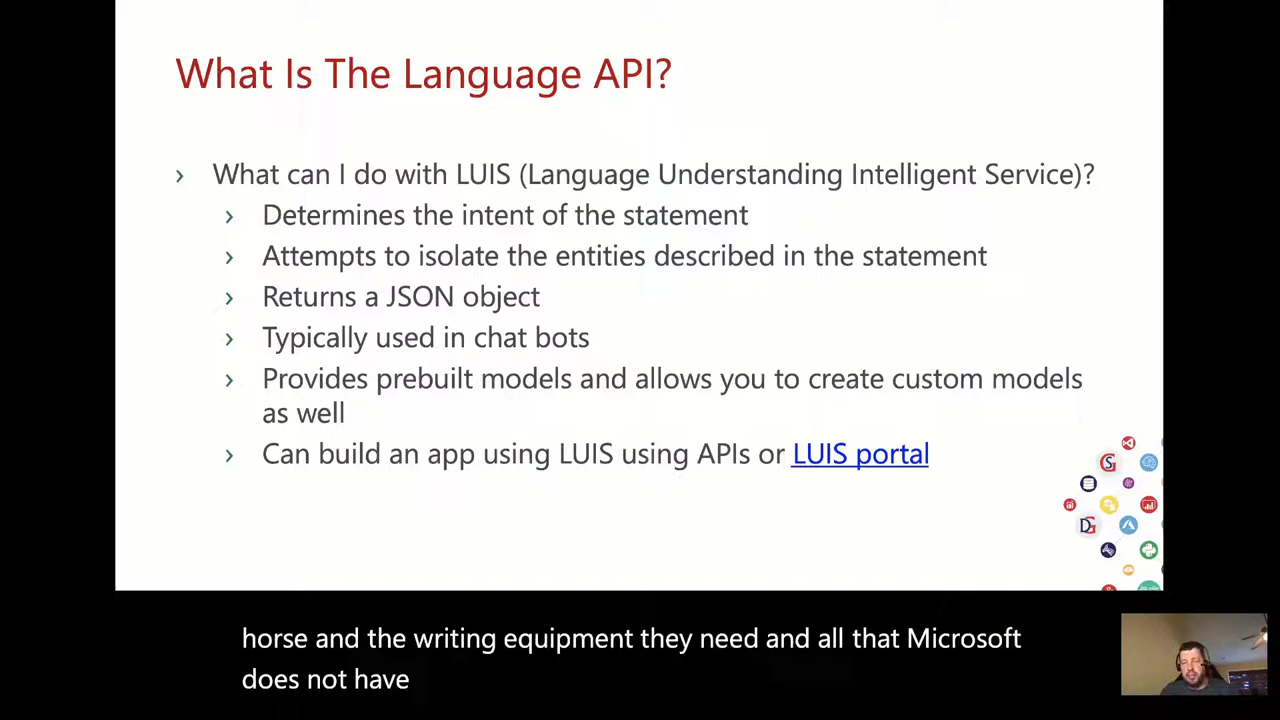 What Is The Language API?
› What can I do with LUIS (Language Understanding Intelligent Service)?
› Determines the intent of the statement
› Attempts to isolate the entities described in the statement
› Returns a JSON object
› Typically used in chat bots
› Provides prebuilt models and allows you to create custom models
as well
› Can build an app using LUIS using APIs or LUIS portal
horse and the writing equipment they need and all that Microsoft
does not have